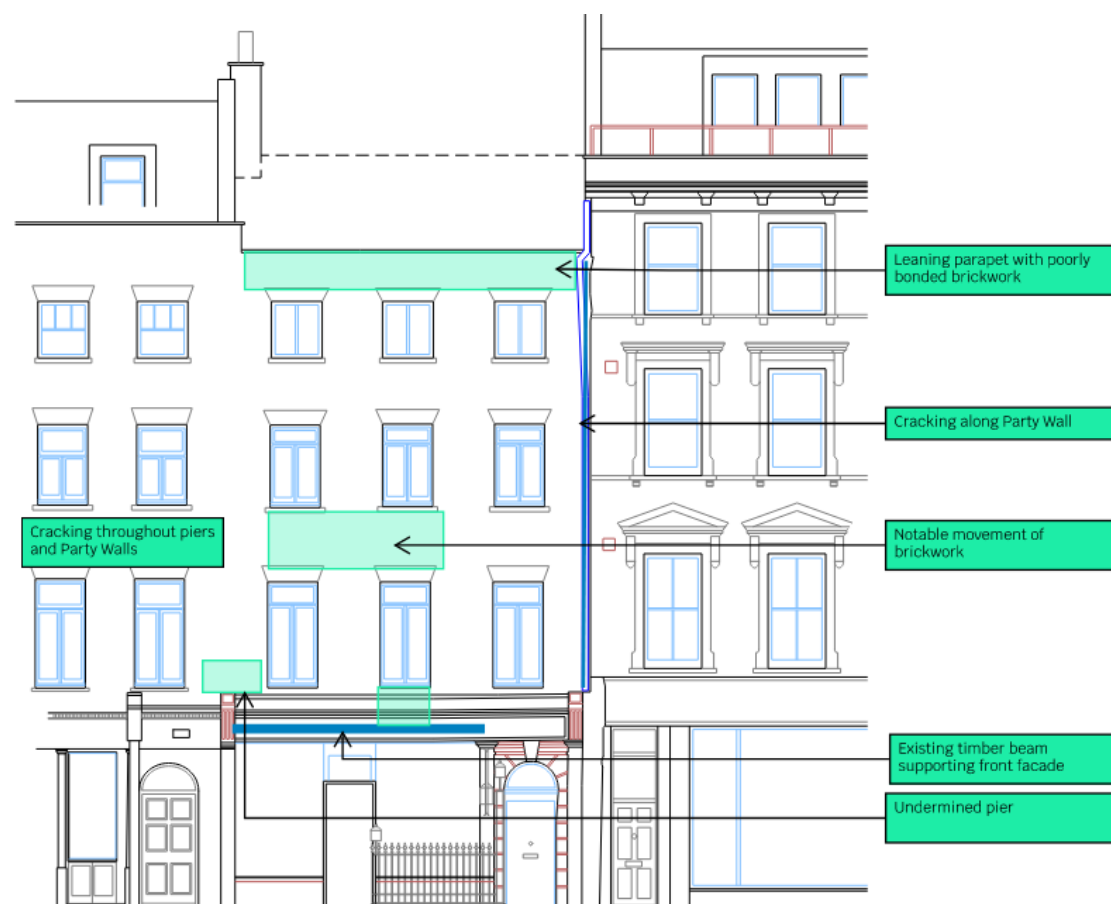 Leaning parapet with poorly
bonded brickwork
Cracking along Party Wall
Cracking throughout piers
and Party Walls
Notable movement of
brickwork
Existing timber beam
supporting front facade
Undermined pier